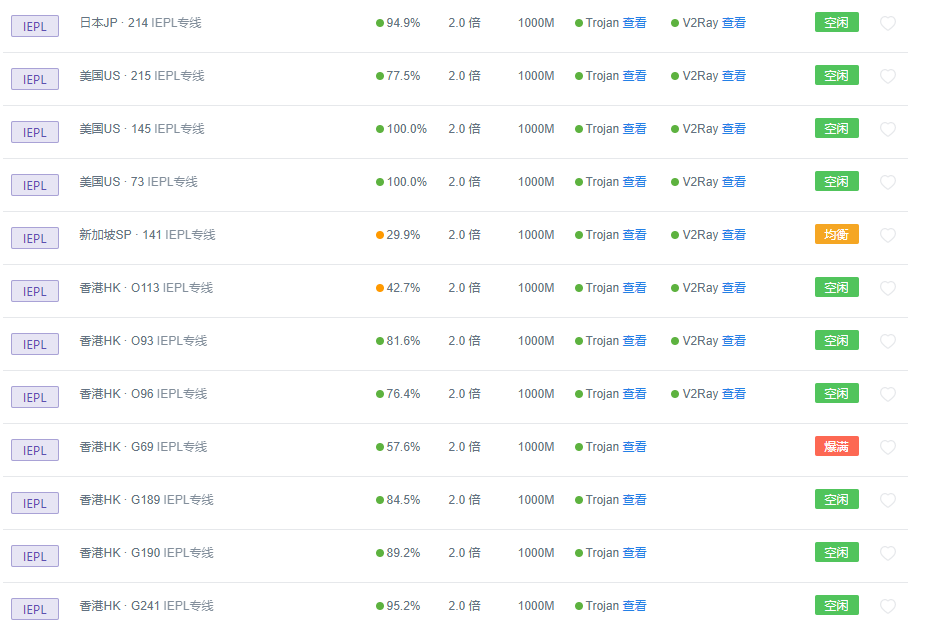 IEPL 日本JP · 214 IEPL专线 94.9% 2.0 倍 1000M Trojan 查看 V2Ray 查看 空闲
IEPL 美国US · 215 IEPL专线 77.5% 2.0 倍 1000M Trojan 查看 V2Ray 查看 空闲
IEPL 美国US · 145 IEPL专线 100.0% 2.0 倍 1000M Trojan 查看 V2Ray 查看 空闲
IEPL 美国US · 73 IEPL专线 100.0% 2.0 倍 1000M Trojan 查看 V2Ray 查看 空闲
IEPL 新加坡SP · 141 IEPL专线 29.9% 2.0 倍 1000M Trojan 查看 V2Ray 查看 均衡
IEPL 香港HK · O113 IEPL专线 42.7% 2.0 倍 1000M Trojan 查看 V2Ray 查看 空闲
IEPL 香港HK · O93 IEPL专线 81.6% 2.0 倍 1000M Trojan 查看 V2Ray 查看 空闲
IEPL 香港HK · O96 IEPL专线 76.4% 2.0 倍 1000M Trojan 查看 V2Ray 查看 空闲
IEPL 香港HK · G69 IEPL专线 57.6% 2.0 倍 1000M Trojan 查看 爆满
IEPL 香港HK · G189 IEPL专线 84.5% 2.0 倍 1000M Trojan 查看 空闲
IEPL 香港HK · G190 IEPL专线 89.2% 2.0 倍 1000M Trojan 查看 空闲
IEPL 香港HK · G241 IEPL专线 95.2% 2.0 倍 1000M Trojan 查看 空闲